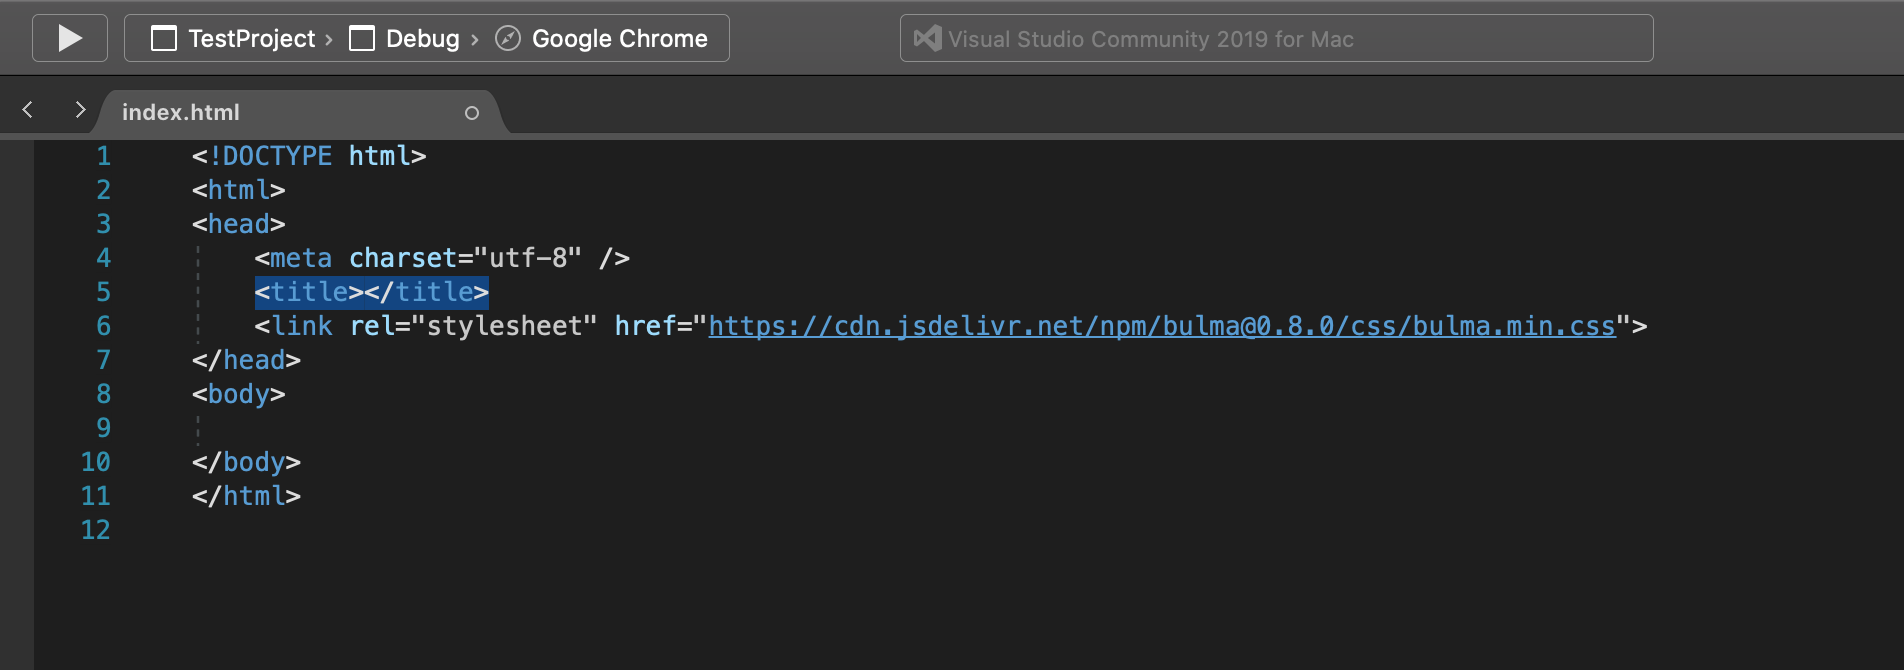 TestProject › Debug › Google Chrome
Visual Studio Community 2019 for Mac
index.html
1 <!DOCTYPE html>
2 <html>
3 <head>
4 <meta charset="utf-8" />
5 <title></title>
6 <link rel="stylesheet" href="https://cdn.jsdelivr.net/npm/bulma@0.8.0/css/bulma.min.css">
7 </head>
8 <body>
9
10 </body>
11 </html>
12